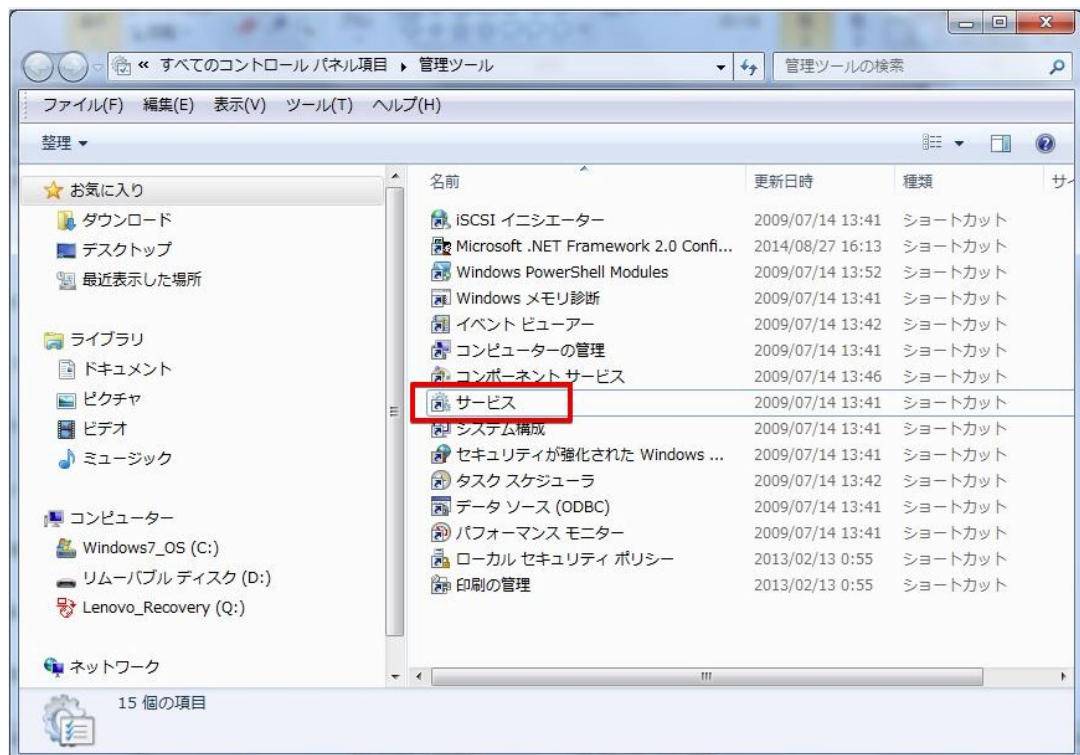 « すべてのコントロール パネル項目 ▸ 管理ツール 管理ツールの検索
ファイル(F) 編集(E) 表示(V) ツール(T) ヘルプ(H)
整理
お気に入り
ダウンロード
デスクトップ
最近表示した場所
ライブラリ
ドキュメント
ピクチャ
ビデオ
ミュージック
コンピューター
Windows7_OS (C:)
リムーバブル ディスク (D:)
Lenovo_Recovery (Q:)
ネットワーク
名前 更新日時 種類 サイ
iSCSI イニシエーター 2009/07/14 13:41 ショートカット
Microsoft .NET Framework 2.0 Confi... 2014/08/27 16:13 ショートカット
Windows PowerShell Modules 2009/07/14 13:52 ショートカット
Windows メモリ診断 2009/07/14 13:41 ショートカット
イベント ビューアー 2009/07/14 13:42 ショートカット
コンピューターの管理 2009/07/14 13:41 ショートカット
コンポーネント サービス 2009/07/14 13:46 ショートカット
サービス 2009/07/14 13:41 ショートカット
システム構成 2009/07/14 13:41 ショートカット
セキュリティが強化された Windows ... 2009/07/14 13:41 ショートカット
タスク スケジューラ 2009/07/14 13:42 ショートカット
データ ソース (ODBC) 2009/07/14 13:41 ショートカット
パフォーマンス モニター 2009/07/14 13:41 ショートカット
ローカル セキュリティ ポリシー 2013/02/13 0:55 ショートカット
印刷の管理 2013/02/13 0:55 ショートカット
15 個の項目